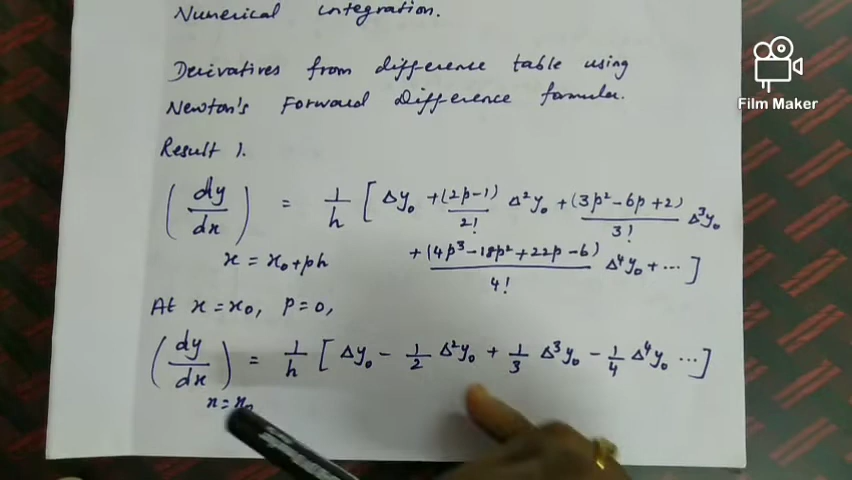 Numerical integration.
Film Maker
Derivatives from difference table using
Newton's Forward Difference formula.
Result 1.
(dy/dx) x = x₀+ph = 1/h [Δy₀ + (2p-1)/2! Δ²y₀ + (3p²-6p+2)/3! Δ³y₀
+ (4p³-18p²+22p-6)/4! Δ⁴y₀ + ...]
At x = x₀, p=0,
(dy/dx) x=x₀ = 1/h [Δy₀ - 1/2 Δ²y₀ + 1/3 Δ³y₀ - 1/4 Δ⁴y₀ ...]